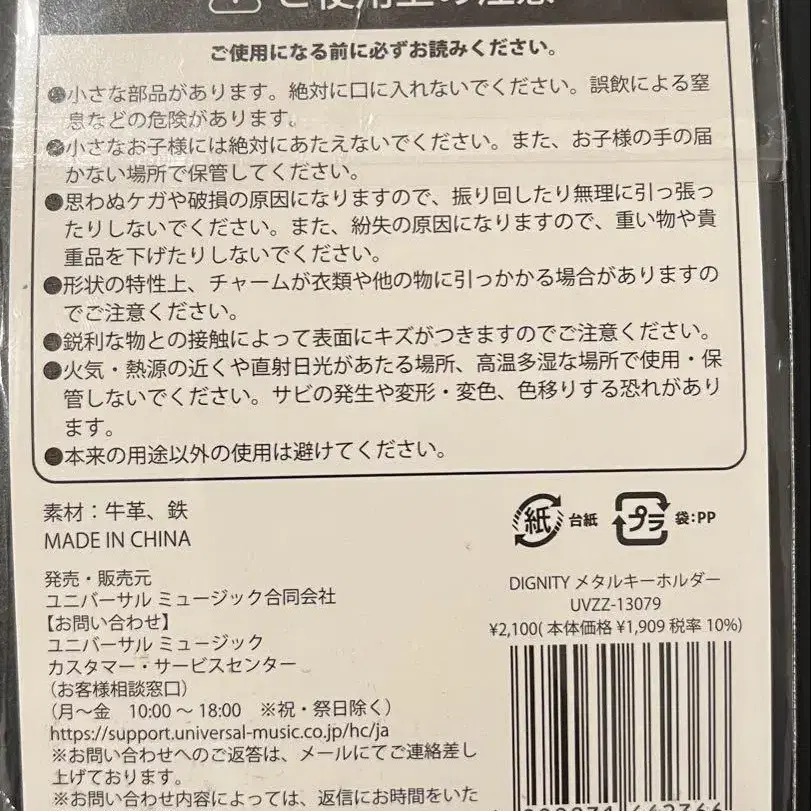 ご使用上の注意
ご使用になる前に必ずお読みください。
●小さな部品があります。絶対に口に入れないでください。誤飲による窒
息などの危険があります。
●小さなお子様には絶対にあたえないでください。また、お子様の手の届
かない場所で保管してください。
●思わぬケガや破損の原因になりますので、振り回したり無理に引っ張っ
たりしないでください。また、紛失の原因になりますので、重い物や貴
重品を下げたりしないでください。
●形状の特性上、チャームが衣類や他の物に引っかかる場合がありますの
でご注意ください。
●鋭利な物との接触によって表面にキズがつきますのでご注意ください。
●火気・熱源の近くや直射日光があたる場所、高温多湿な場所で使用・保
管しないでください。サビの発生や変形・変色、色移りする恐れがあり
ます。
●本来の用途以外の使用は避けてください。
素材：牛革、鉄
MADE IN CHINA
紙 台紙 プラ 袋：PP
発売・販売元
ユニバーサル ミュージック合同会社
【お問い合わせ】
ユニバーサル ミュージック
カスタマー・サービスセンター
（お客様相談窓口）
（月～金 10:00 ～ 18:00 ※祝・祭日除く）
https://support.universal-music.co.jp/hc/ja
※お問い合わせへのご返答は、メールにてご連絡差し
上げております。
※お問い合わせ内容によっては、返信にお時間をいた
DIGNITY メタルキーホルダー
UVZZ-13079
¥2,100( 本体価格 ¥1,909 税率 10%)